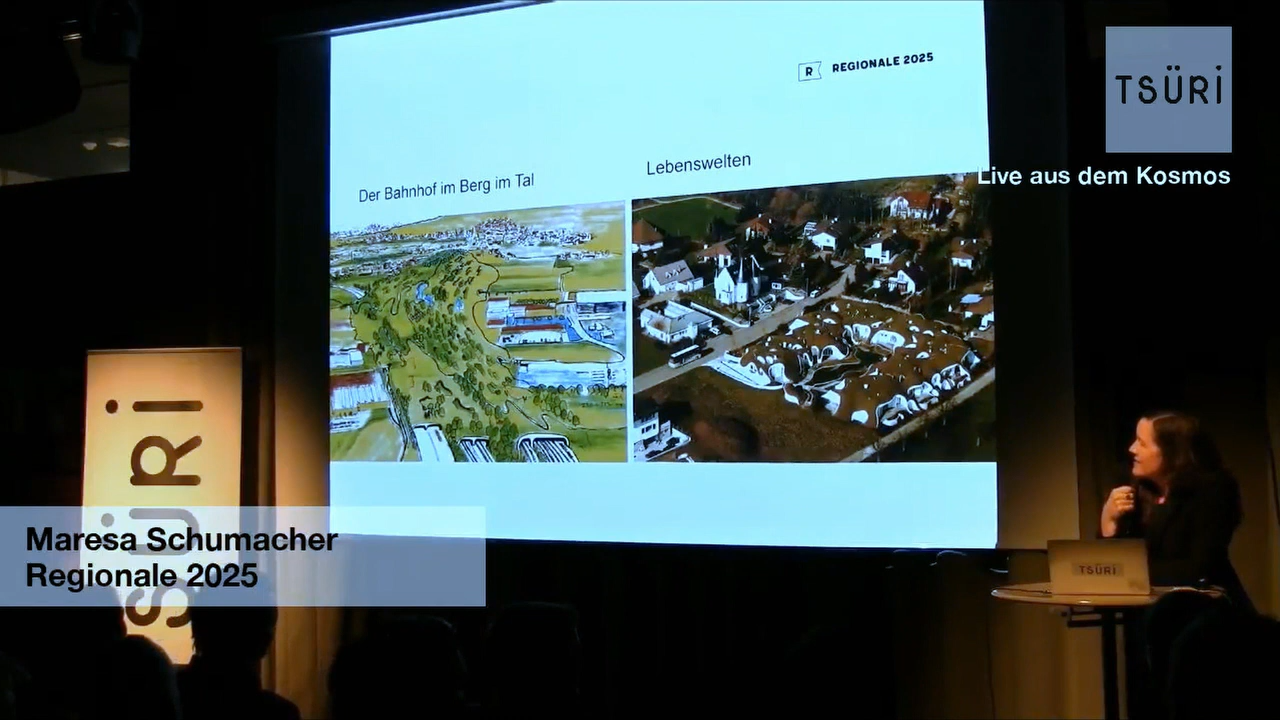 REGIONALE 2025
R
TSÜRI
Live aus dem Kosmos
Der Bahnhof im Berg im Tal
Lebenswelten
TSÜRI
Maresa Schumacher
Regionale 2025
TSÜRI